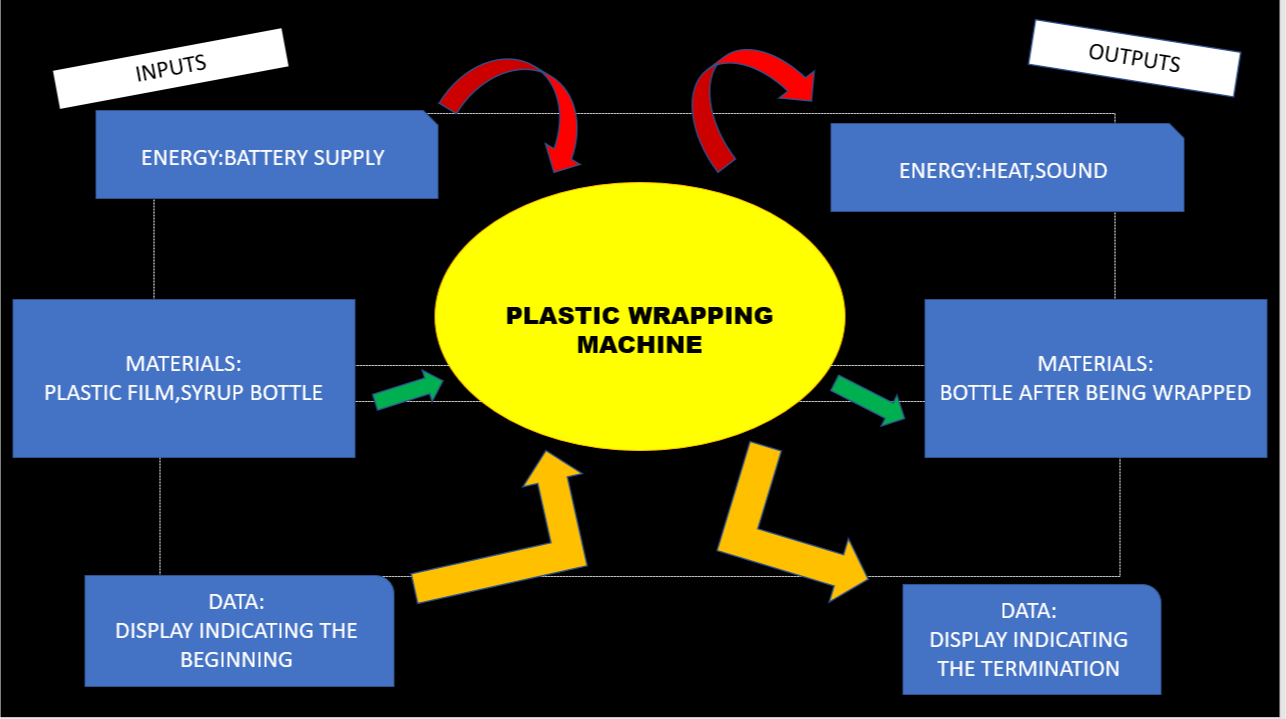 INPUTS
OUTPUTS
ENERGY:BATTERY SUPPLY
ENERGY:HEAT,SOUND
PLASTIC WRAPPING
MACHINE
MATERIALS:
PLASTIC FILM,SYRUP BOTTLE
MATERIALS:
BOTTLE AFTER BEING WRAPPED
DATA:
DISPLAY INDICATING THE
BEGINNING
DATA:
DISPLAY INDICATING
THE TERMINATION